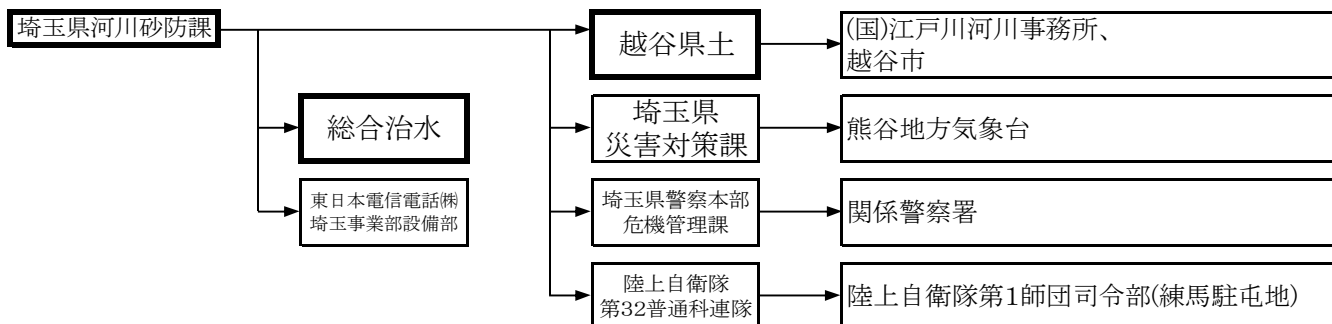 埼玉県河川砂防課
越谷県土
(国)江戸川河川事務所、
越谷市
総合治水
埼玉県
災害対策課
熊谷地方気象台
東日本電信電話㈱
埼玉事業部設備部
埼玉県警察本部
危機管理課
関係警察署
陸上自衛隊
第32普通科連隊
陸上自衛隊第1師団司令部(練馬駐屯地)